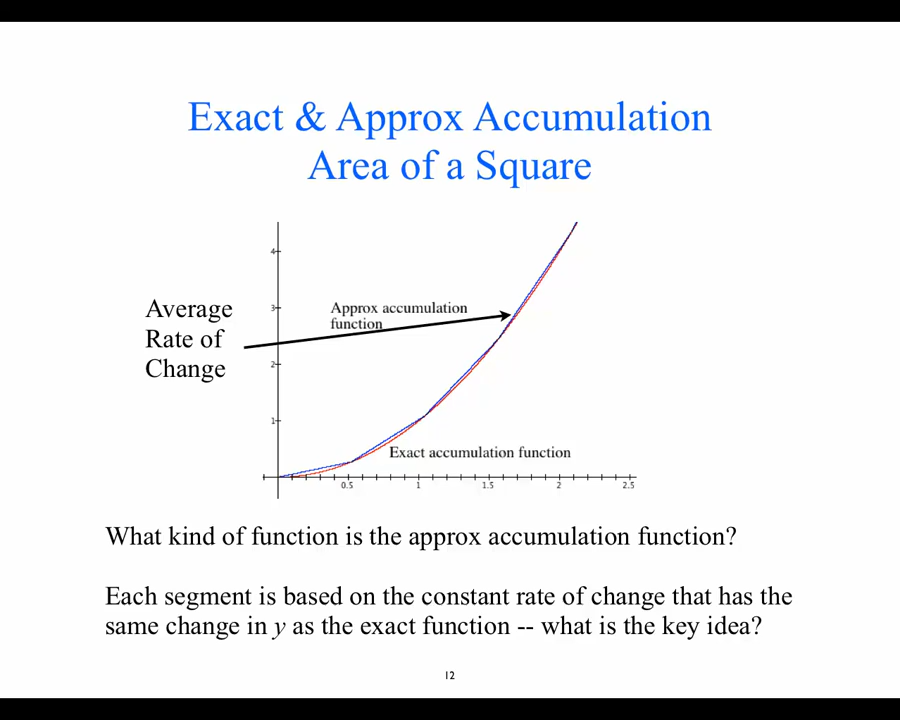 Exact & Approx Accumulation
Area of a Square
Average
Rate of
Change
Approx accumulation
function
Exact accumulation function
4
3
2
1
0.5
1
1.5
2
2.5
What kind of function is the approx accumulation function?
Each segment is based on the constant rate of change that has the
same change in y as the exact function -- what is the key idea?
12